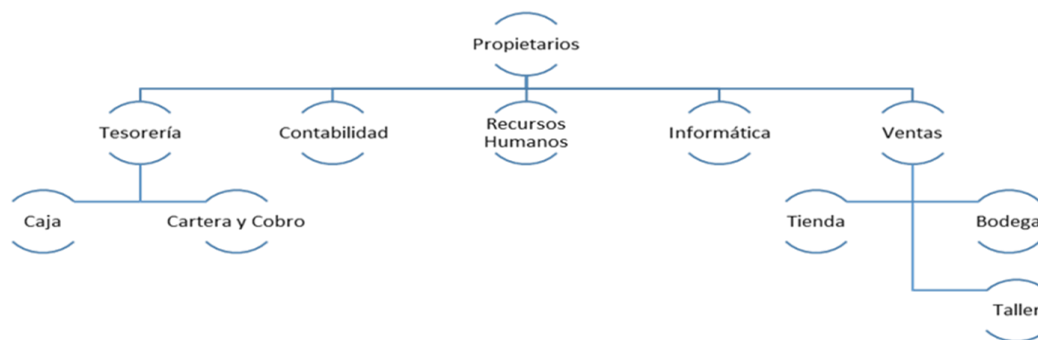 Propietarios
Tesorería
Contabilidad
Recursos
Humanos
Informática
Ventas
Caja
Cartera y Cobro
Tienda
Bodega
Taller